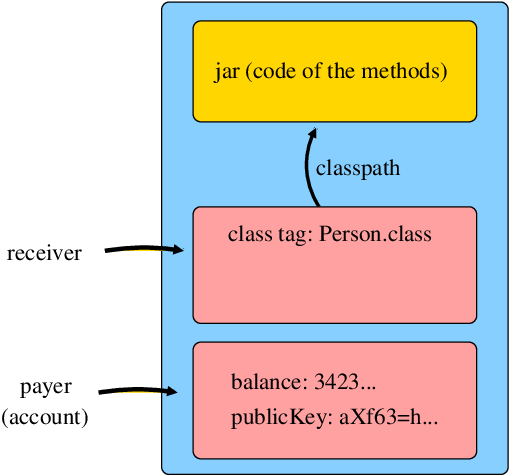 jar (code of the methods)
classpath
class tag: Person.class
receiver
balance: 3423...
payer
publicKey: aXf63=h...
(account)